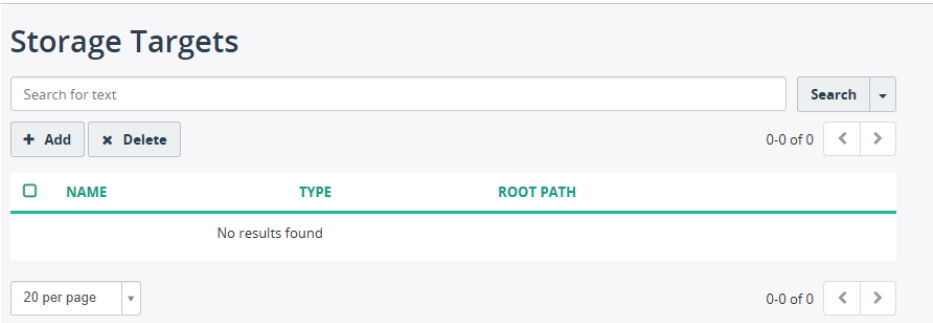 Storage Targets
Search for text
Search
Add
Delete
0-0 of 0
NAME TYPE ROOT PATH
No results found
20 per page
0-0 of 0